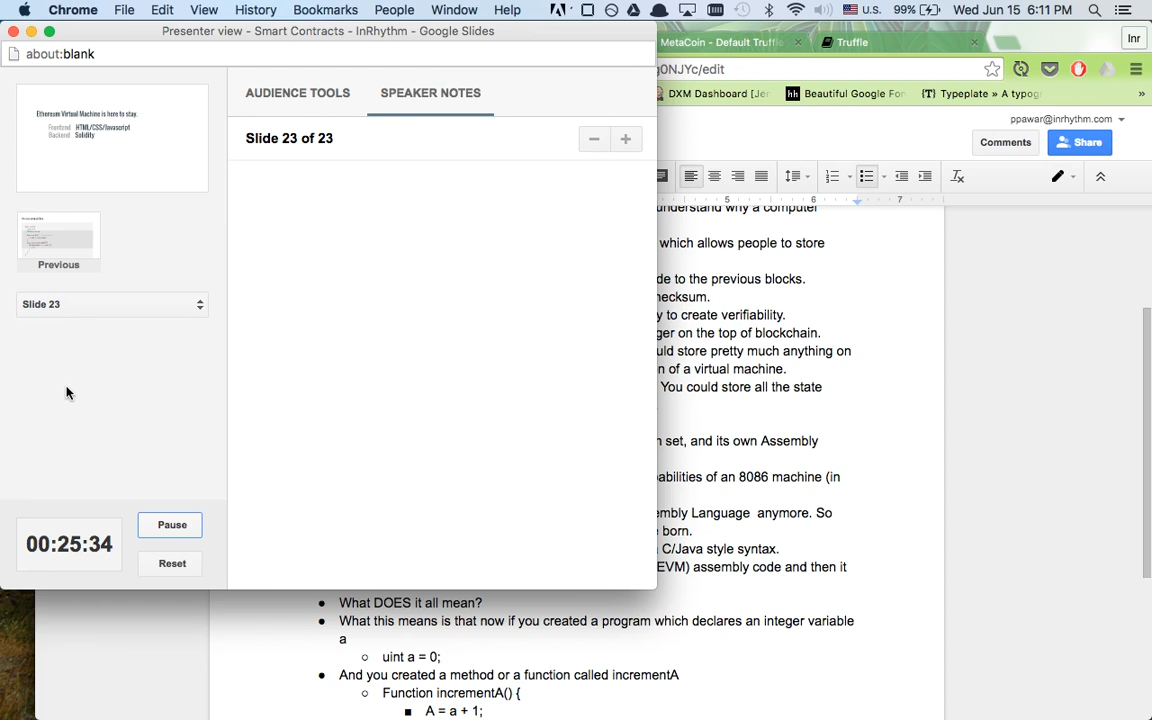 Chrome File Edit View History Bookmarks People Window Help U.S. 99% Wed Jun 15 6:11 PM
Presenter view - Smart Contracts - InRhythm - Google Slides
about:blank
MetaCoin - Default Truffle
Truffle
Inr
g0NJYc/edit
DXM Dashboard [Jer
hh Beautiful Google For
{T} Typeplate » A typog
»
ppawar@inrhythm.com
Comments
Share
AUDIENCE TOOLS
SPEAKER NOTES
Slide 23 of 23
− +
Ethereum Virtual Machine is here to stay.
Frontend HTML/CSS/Javascript
Backend Solidity
Previous
Slide 23
00:25:34
Pause
Reset
5 6 7
understand why a computer
which allows people to store
de to the previous blocks.
hecksum.
y to create verifiability.
ger on the top of blockchain.
uld store pretty much anything on
n of a virtual machine.
You could store all the state
n set, and its own Assembly
abilities of an 8086 machine (in
embly Language anymore. So
born.
C/Java style syntax.
EVM) assembly code and then it
● What DOES it all mean?
● What this means is that now if you created a program which declares an integer variable
a
○ uint a = 0;
● And you created a method or a function called incrementA
○ Function incrementA() {
■ A = a + 1;